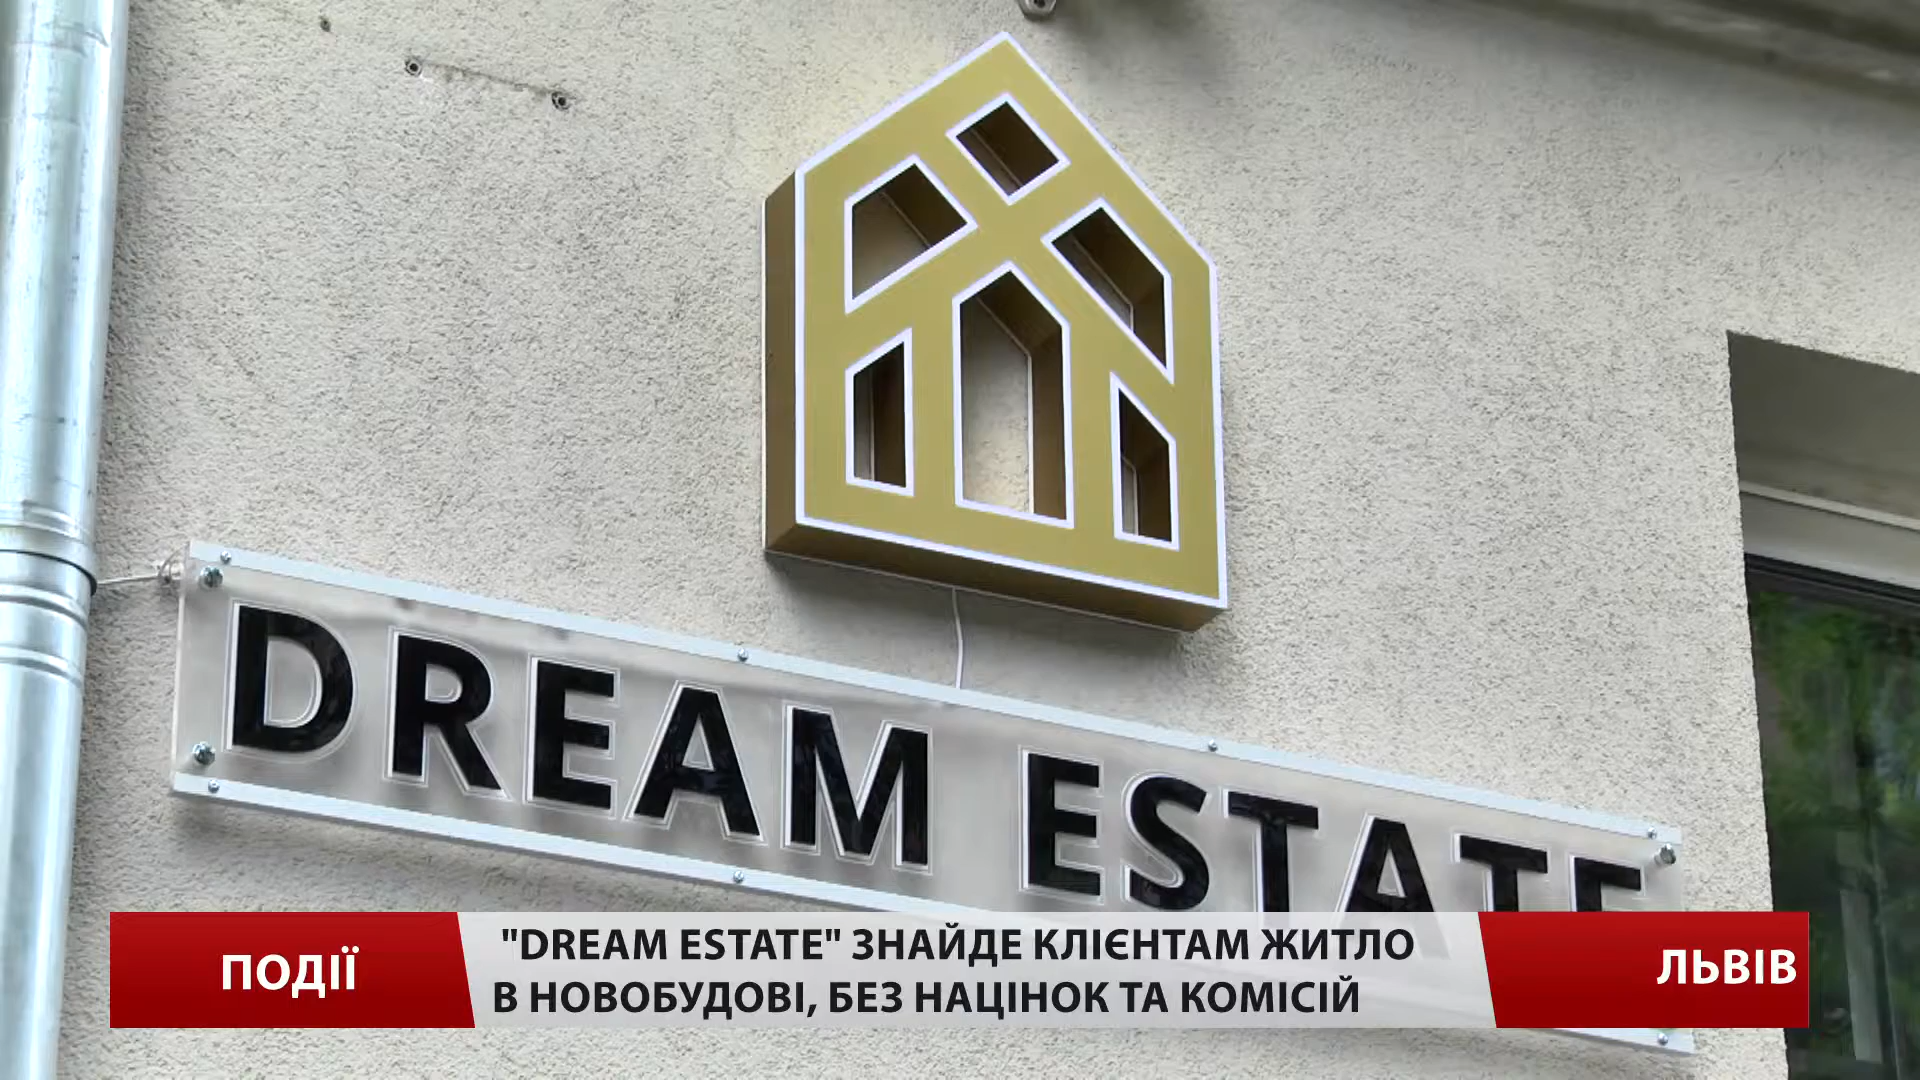 DREAM ESTATE
ПОДІЇ
"DREAM ESTATE" ЗНАЙДЕ КЛІЄНТАМ ЖИТЛО
В НОВОБУДОВІ, БЕЗ НАЦІНОК ТА КОМІСІЙ
ЛЬВІВ